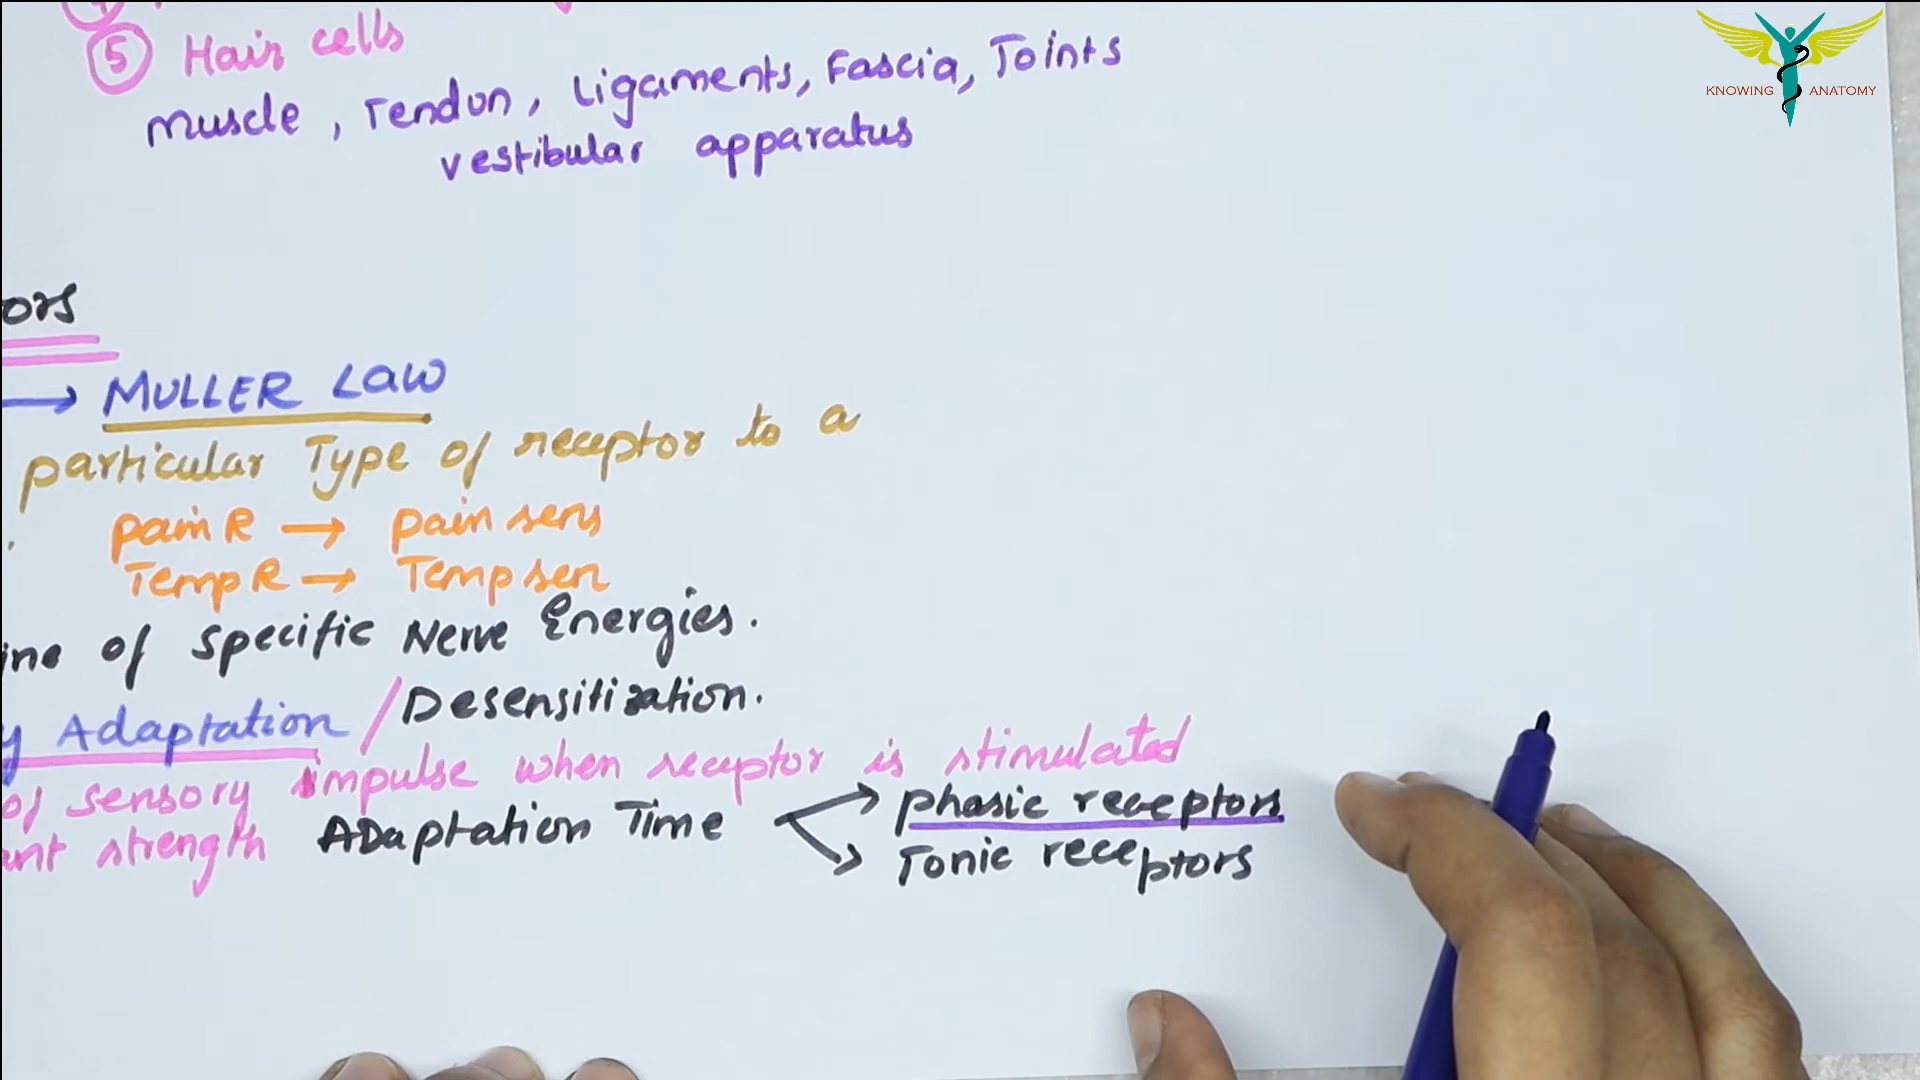 5 Hair cells
Muscle, Tendon, Ligaments, Fascia, Joints
vestibular apparatus
KNOWING ANATOMY
ors
→ MULLER LAW
particular Type of receptor to a
pain R → pain sens
Temp R → Temp sen
ine of Specific Nerve Energies.
y Adaptation / Desensitization.
of sensory impulse when receptor is stimulated
ant strength Adaptation Time
phasic receptors
Tonic receptors